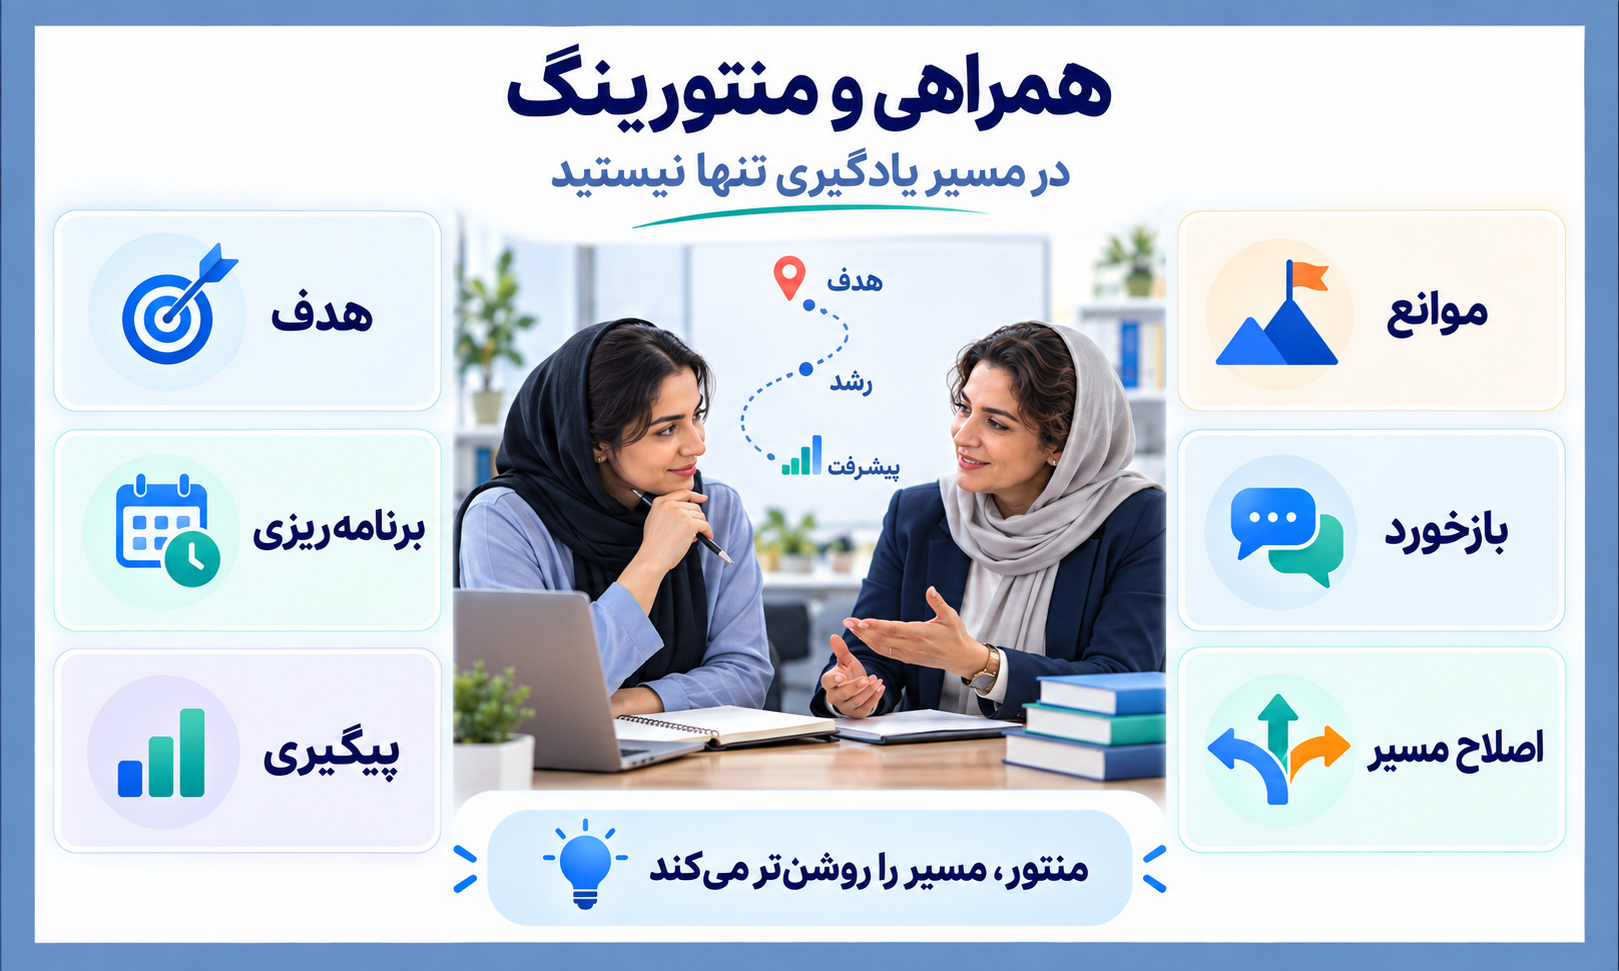 همراهی و منتورینگ
در مسیر یادگیری تنها نیستید
موانع
بازخورد
اصلاح مسیر
هدف
رشد
پیشرفت
هدف
برنامه‌ریزی
پیگیری
منتور، مسیر را روشن‌تر می‌کند